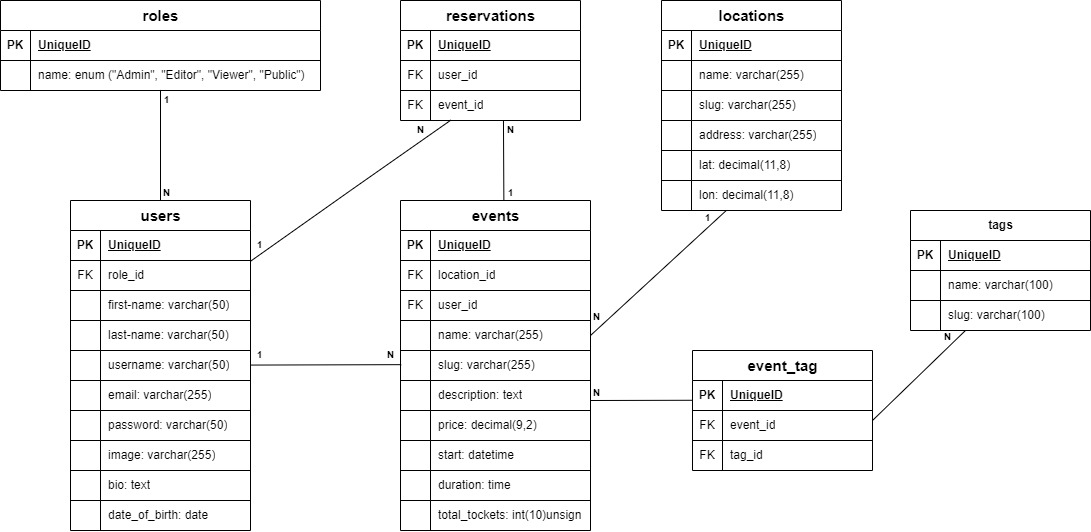 roles
PK UniqueID
name: enum ("Admin", "Editor", "Viewer", "Public")
1
N
reservations
PK UniqueID
FK user_id
FK event_id
N
N
1
1
locations
PK UniqueID
name: varchar(255)
slug: varchar(255)
address: varchar(255)
lat: decimal(11,8)
lon: decimal(11,8)
1
N
users
PK UniqueID
FK role_id
first-name: varchar(50)
last-name: varchar(50)
username: varchar(50)
email: varchar(255)
password: varchar(50)
image: varchar(255)
bio: text
date_of_birth: date
1
N
events
PK UniqueID
FK location_id
FK user_id
name: varchar(255)
slug: varchar(255)
description: text
price: decimal(9,2)
start: datetime
duration: time
total_tockets: int(10)unsign
N
event_tag
PK UniqueID
FK event_id
FK tag_id
tags
PK UniqueID
name: varchar(100)
slug: varchar(100)
N